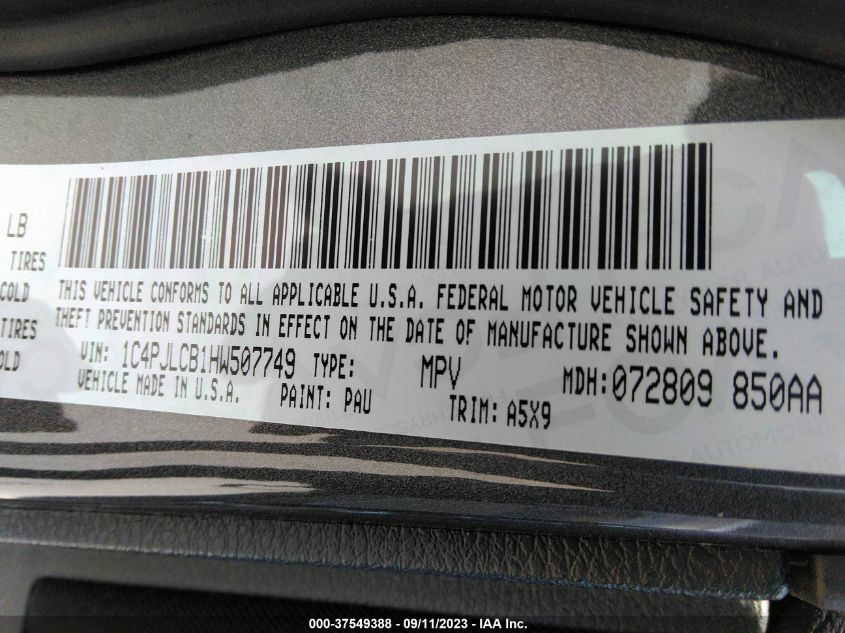 LB
TIRES
COLD
TIRES
COLD
THIS VEHICLE CONFORMS TO ALL APPLICABLE U.S.A. FEDERAL MOTOR VEHICLE SAFETY AND
THEFT PREVENTION STANDARDS IN EFFECT ON THE DATE OF MANUFACTURE SHOWN ABOVE.
VIN: 1C4PJLCB1HW507749 TYPE: MPV MDH:072809 850AA
VEHICLE MADE IN U.S.A. PAINT: PAU TRIM: A5X9
000-37549388 - 09/11/2023 - IAA Inc.